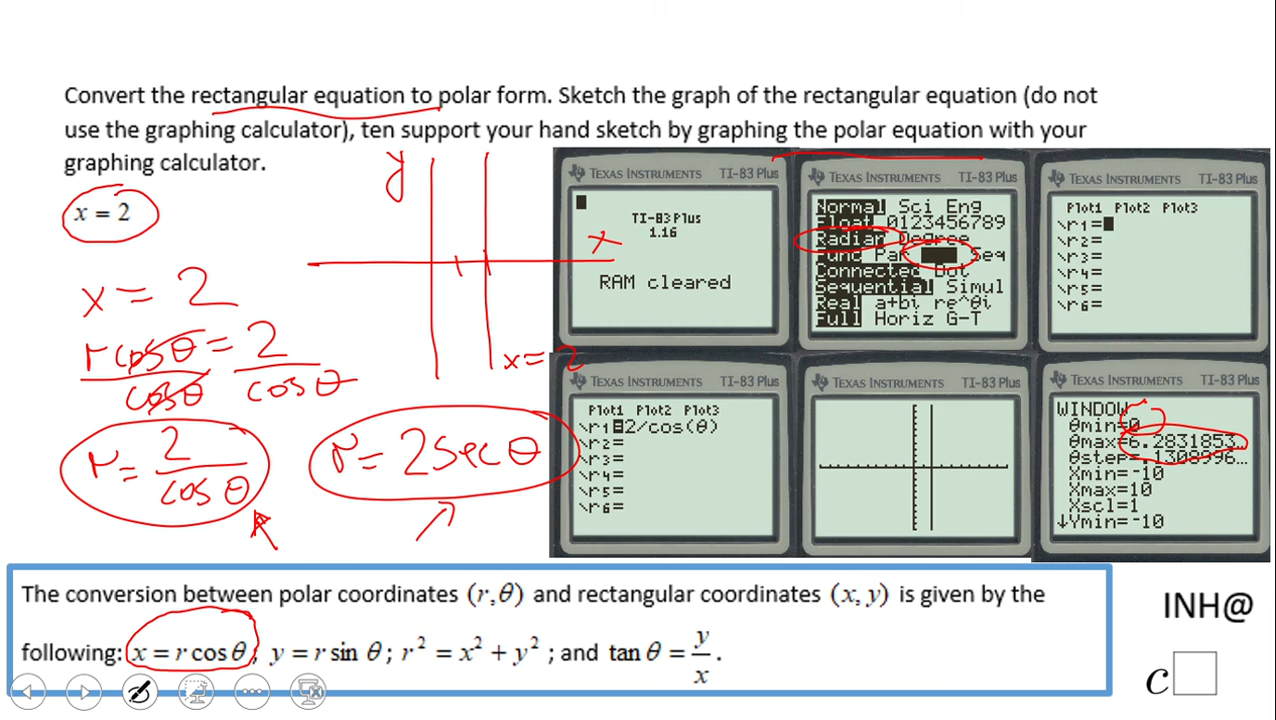 Convert the rectangular equation to polar form. Sketch the graph of the rectangular equation (do not
use the graphing calculator), ten support your hand sketch by graphing the polar equation with your
graphing calculator.
x = 2
x = 2
r cos θ = 2
cos θ cos θ
r = 2 / cos θ
r = 2 sec θ
y
x
x = 2
TEXAS INSTRUMENTS TI-83 Plus
TI-83 Plus
1.16
RAM cleared
TEXAS INSTRUMENTS TI-83 Plus
Normal Sci Eng
Float 0123456789
Radian Degree
Func Par Seq
Connected Dot
Sequential Simul
Real a+bi re^θi
Full Horiz G-T
TEXAS INSTRUMENTS TI-83 Plus
Plot1 Plot2 Plot3
\r1=
\r2=
\r3=
\r4=
\r5=
\r6=
TEXAS INSTRUMENTS TI-83 Plus
Plot1 Plot2 Plot3
\r1=2/cos(θ)
\r2=
\r3=
\r4=
\r5=
\r6=
TEXAS INSTRUMENTS TI-83 Plus
TEXAS INSTRUMENTS TI-83 Plus
WINDOW
θmin=0
θmax=6.2831853…
θstep=.1308996…
Xmin=-10
Xmax=10
Xscl=1
↓Ymin=-10
The conversion between polar coordinates (r,θ) and rectangular coordinates (x, y) is given by the
following: x = r cos θ, y = r sin θ; r² = x² + y²; and tan θ = y/x.
INH@
c